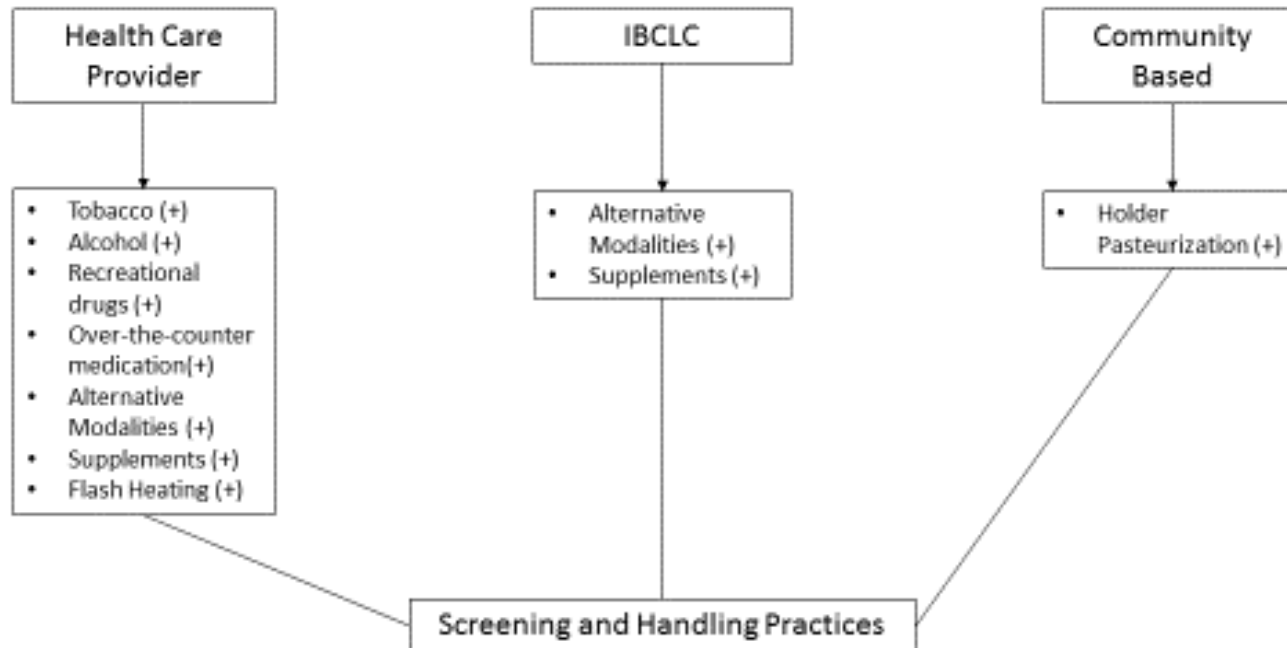 Health Care
Provider
IBCLC
Community
Based
• Tobacco (+)
• Alcohol (+)
• Recreational
drugs (+)
• Over-the-counter
medication(+)
• Alternative
Modalities (+)
• Supplements (+)
• Flash Heating (+)
• Alternative
Modalities (+)
• Supplements (+)
• Holder
Pasteurization (+)
Screening and Handling Practices